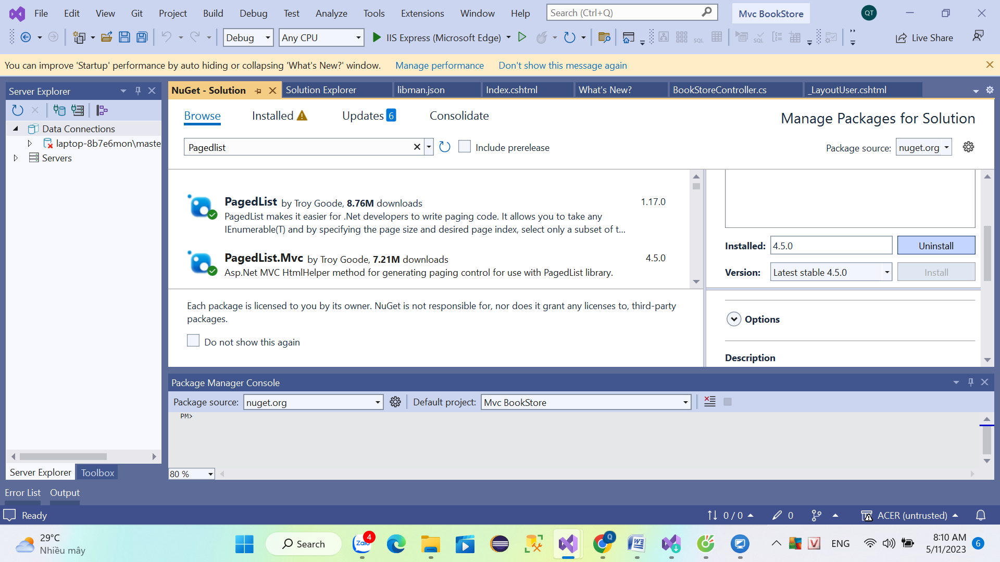 File Edit View Git Project Build Debug Test Analyze Tools Extensions Window Help Search (Ctrl+Q) Mvc BookStore QT
Debug Any CPU IIS Express (Microsoft Edge) SQL SQL Live Share
You can improve 'Startup' performance by auto hiding or collapsing 'What's New?' window. Manage performance Don't show this message again
Server Explorer
NuGet - Solution Solution Explorer libman.json Index.cshtml What's New? BookStoreController.cs _LayoutUser.cshtml
Data Connections
laptop-8b7e6mon\maste
Servers
Browse Installed Updates 6 Consolidate
Manage Packages for Solution
Pagedlist Include prerelease
Package source: nuget.org
PagedList by Troy Goode, 8.76M downloads 1.17.0
PagedList makes it easier for .Net developers to write paging code. It allows you to take any
IEnumerable(T) and by specifying the page size and desired page index, select only a subset of t...
PagedList.Mvc by Troy Goode, 7.21M downloads 4.5.0
Asp.Net MVC HtmlHelper method for generating paging control for use with PagedList library.
Each package is licensed to you by its owner. NuGet is not responsible for, nor does it grant any licenses to, third-party
packages.
Do not show this again
Installed: 4.5.0 Uninstall
Version: Latest stable 4.5.0 Install
Options
Description
Package Manager Console
Package source: nuget.org Default project: Mvc BookStore
PM>
80 %
Server Explorer Toolbox
Error List Output
Ready 0 / 0 0 ACER (untrusted)
29°C
Nhiều mây
Search
Zalo 4
Q
ENG
8:10 AM
5/11/2023
6